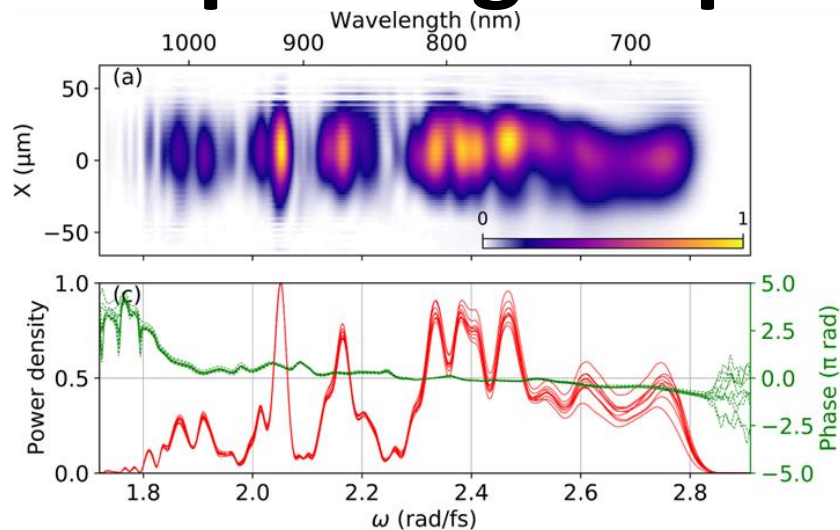 Wavelength (nm)
1000 900 800 700
(a)
50
0
−50
X (μm)
0 1
(c)
1.0
0.5
0.0
Power density
5.0
2.5
0.0
−2.5
−5.0
Phase (π rad)
1.8 2.0 2.2 2.4 2.6 2.8
ω (rad/fs)